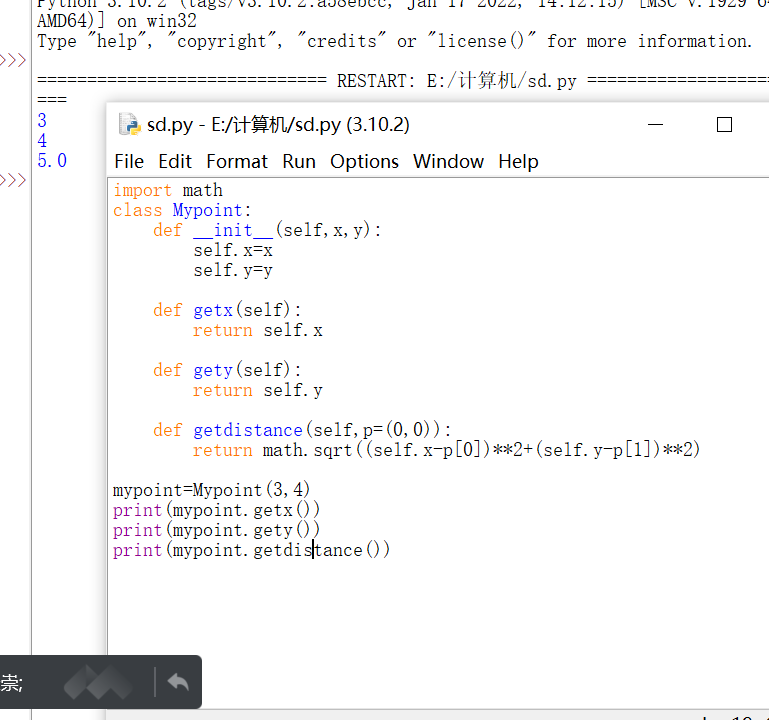 Python 3.10.2 (tags/v3.10.2:a58ebcc, Jan 17 2022, 14:12:15) [MSC v.1929 64
AMD64)] on win32
Type "help", "copyright", "credits" or "license()" for more information.
>>>
============================= RESTART: E:/计算机/sd.py ===================
===
3
4
5.0
>>>
sd.py - E:/计算机/sd.py (3.10.2)
File Edit Format Run Options Window Help
import math
class Mypoint:
    def __init__(self,x,y):
        self.x=x
        self.y=y
    def getx(self):
        return self.x
    def gety(self):
        return self.y
    def getdistance(self,p=(0,0)):
        return math.sqrt((self.x-p[0])**2+(self.y-p[1])**2)
mypoint=Mypoint(3,4)
print(mypoint.getx())
print(mypoint.gety())
print(mypoint.getdistance())
崇;